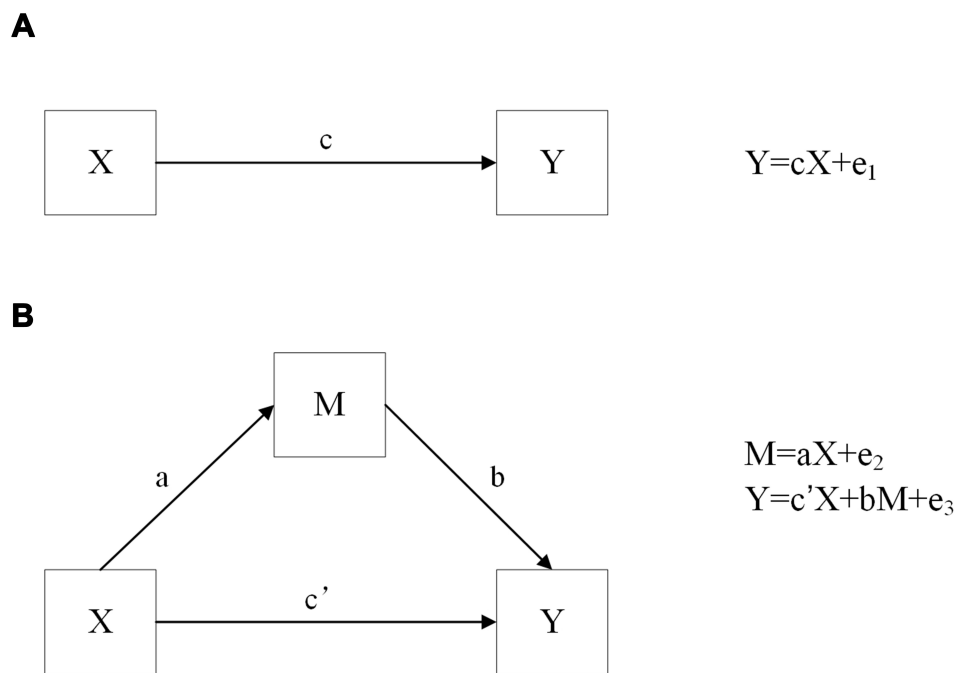 A
c
X
Y
Y=cX+e₁
B
M
a
b
M=aX+e₂
Y=c’X+bM+e₃
c’
X
Y